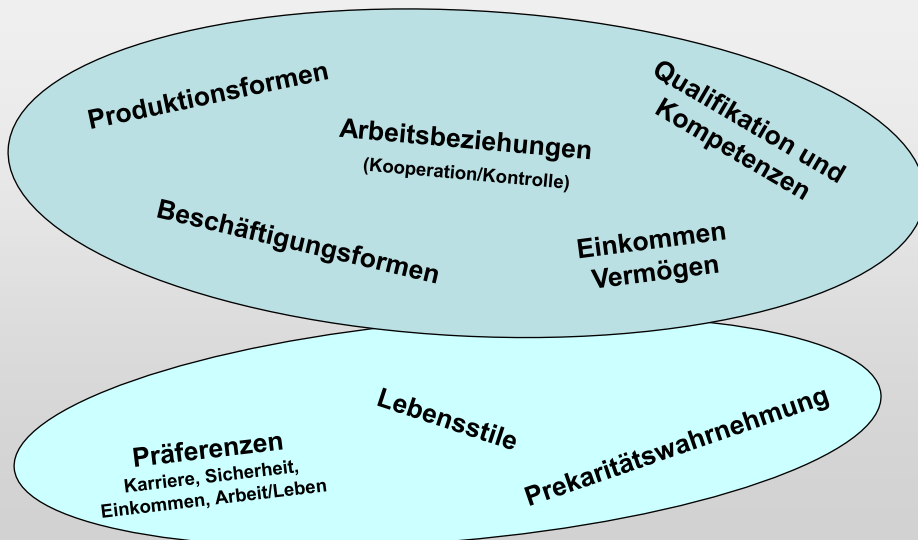 Produktionsformen
Arbeitsbeziehungen
(Kooperation/Kontrolle)
Qualifikation und
Kompetenzen
Beschäftigungsformen
Einkommen
Vermögen
Lebensstile
Präferenzen
Karriere, Sicherheit,
Einkommen, Arbeit/Leben
Prekaritätswahrnehmung